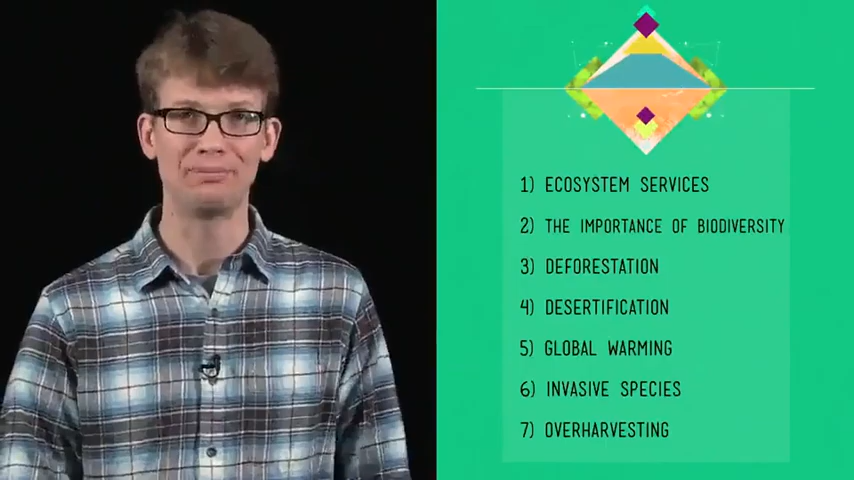 1) ECOSYSTEM SERVICES
2) THE IMPORTANCE OF BIODIVERSITY
3) DEFORESTATION
4) DESERTIFICATION
5) GLOBAL WARMING
6) INVASIVE SPECIES
7) OVERHARVESTING